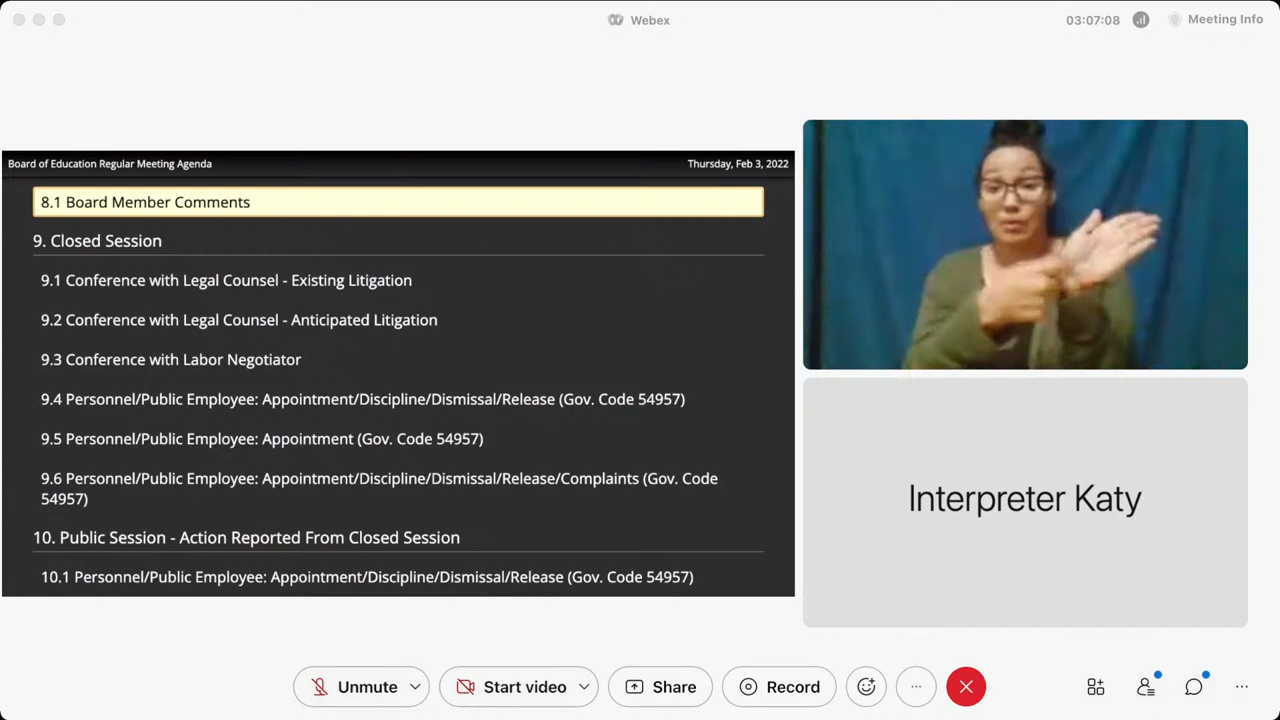 Webex
03:07:08
Meeting Info
Board of Education Regular Meeting Agenda
Thursday, Feb 3, 2022
8.1 Board Member Comments
9. Closed Session
9.1 Conference with Legal Counsel - Existing Litigation
9.2 Conference with Legal Counsel - Anticipated Litigation
9.3 Conference with Labor Negotiator
9.4 Personnel/Public Employee: Appointment/Discipline/Dismissal/Release (Gov. Code 54957)
9.5 Personnel/Public Employee: Appointment (Gov. Code 54957)
9.6 Personnel/Public Employee: Appointment/Discipline/Dismissal/Release/Complaints (Gov. Code
54957)
10. Public Session - Action Reported From Closed Session
10.1 Personnel/Public Employee: Appointment/Discipline/Dismissal/Release (Gov. Code 54957)
Interpreter Katy
Unmute
Start video
Share
Record